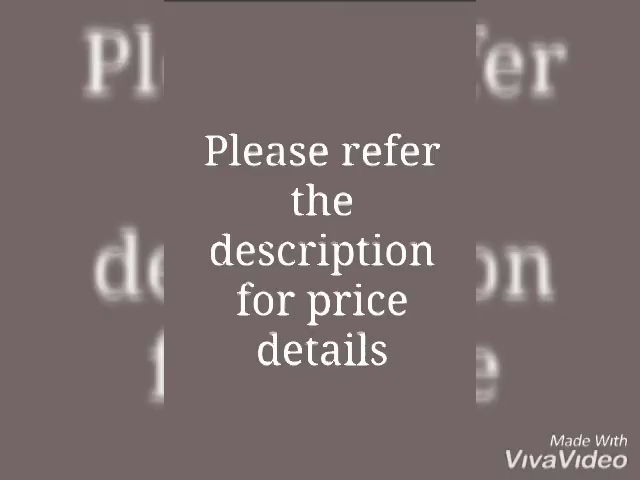 Please refer
the
description
for price
details
Made With
VivaVideo